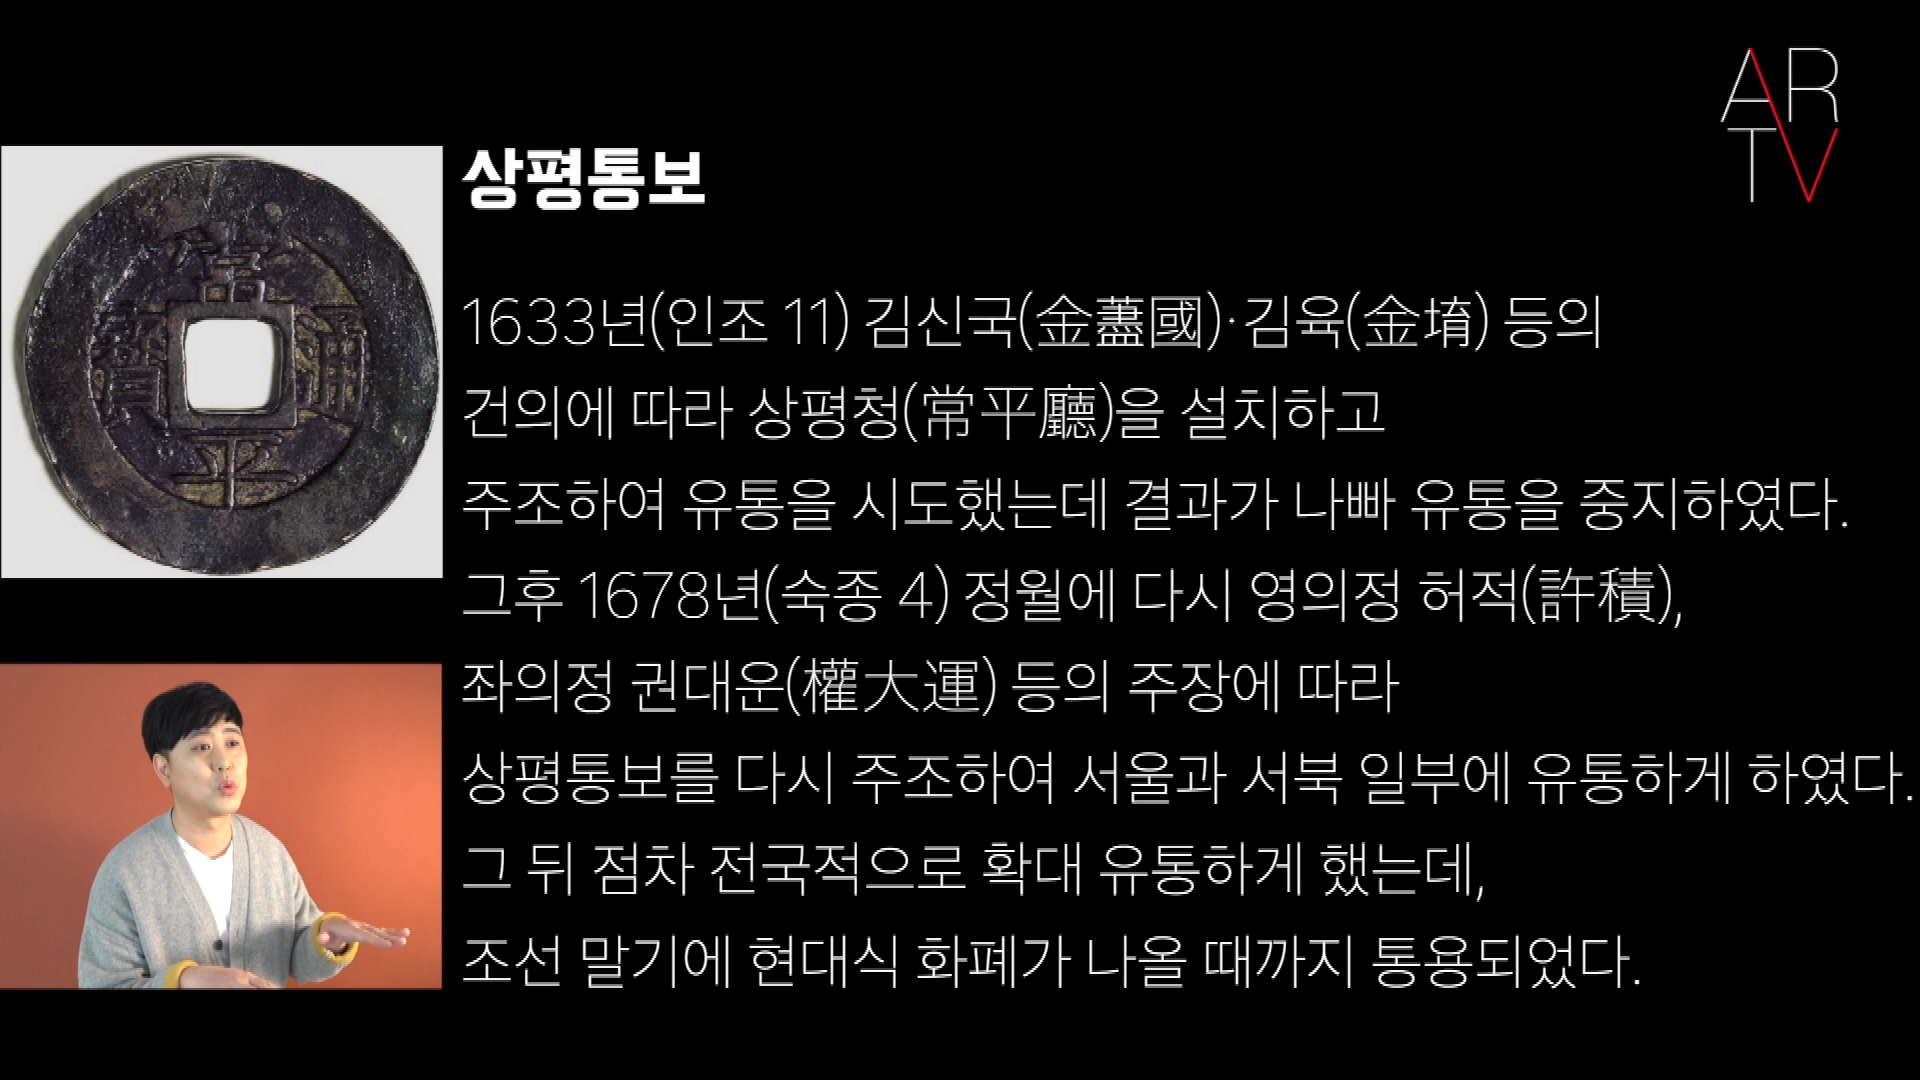 ARTV
상평통보
常平通寶
1633년(인조 11) 김신국(金藎國)·김육(金堉) 등의
건의에 따라 상평청(常平廳)을 설치하고
주조하여 유통을 시도했는데 결과가 나빠 유통을 중지하였다.
그후 1678년(숙종 4) 정월에 다시 영의정 허적(許積),
좌의정 권대운(權大運) 등의 주장에 따라
상평통보를 다시 주조하여 서울과 서북 일부에 유통하게 하였다.
그 뒤 점차 전국적으로 확대 유통하게 했는데,
조선 말기에 현대식 화폐가 나올 때까지 통용되었다.